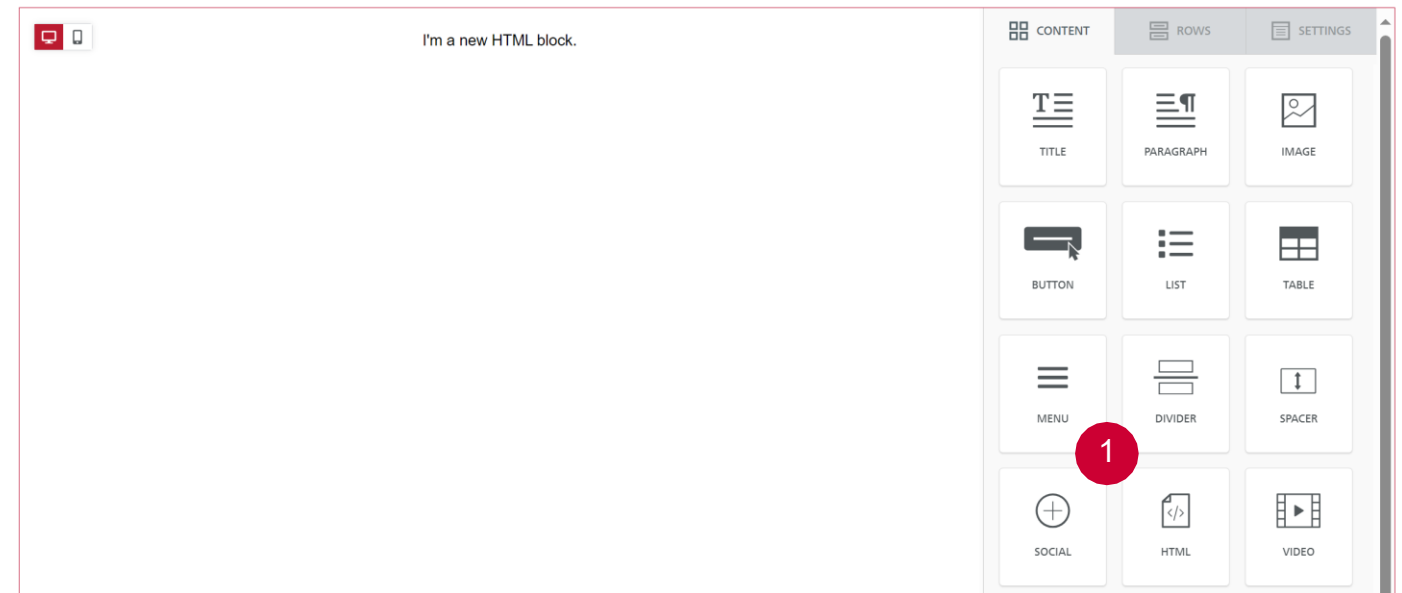 I'm a new HTML block.
CONTENT ROWS SETTINGS
TITLE PARAGRAPH IMAGE
BUTTON LIST TABLE
MENU DIVIDER SPACER
1
SOCIAL HTML VIDEO